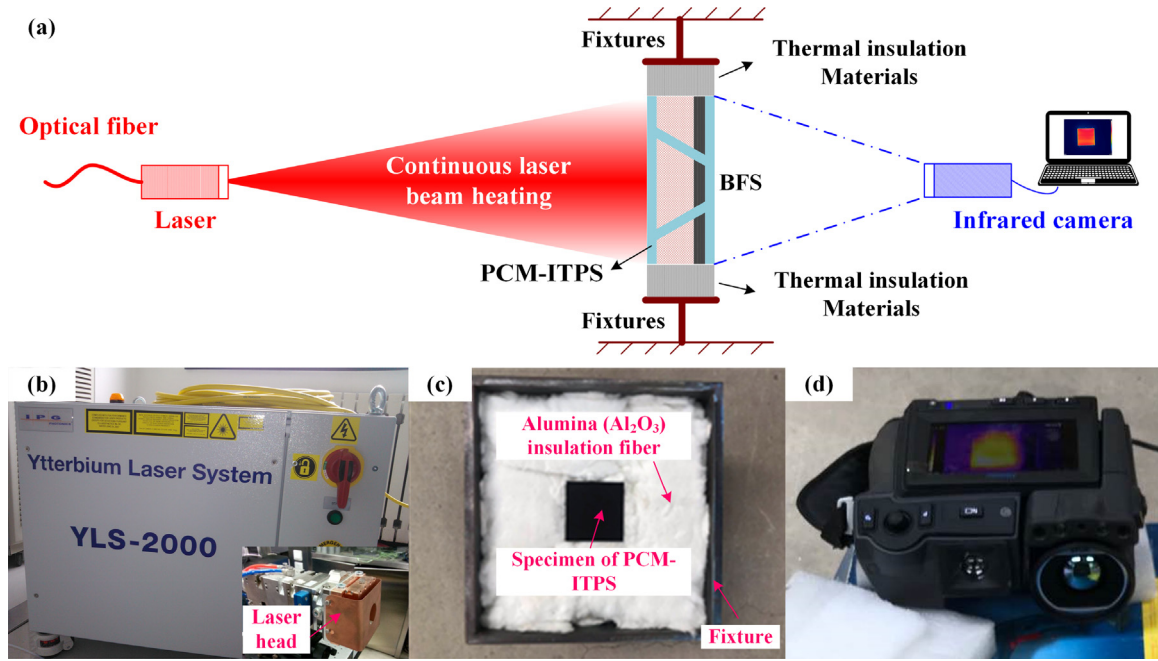 (a)
Fixtures
Thermal insulation
Materials
Optical fiber
Continuous laser
beam heating
Laser
BFS
Infrared camera
PCM-ITPS
Thermal insulation
Materials
Fixtures
(b)
IPG
Ytterbium Laser System
YLS-2000
Laser
head
(c)
Alumina (Al₂O₃)
insulation fiber
Specimen of PCM-
ITPS
Fixture
(d)